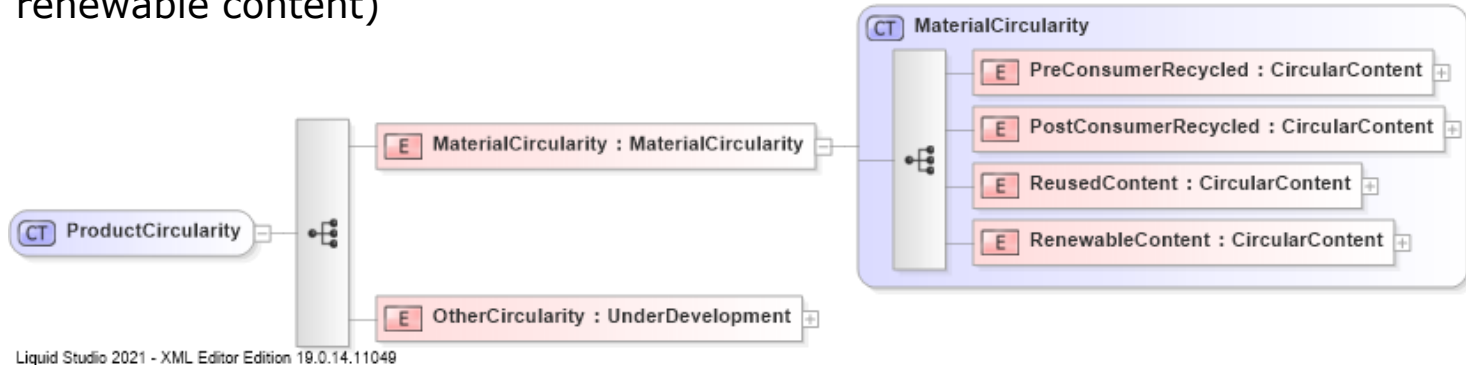 renewable content)
CT MaterialCircularity
E PreConsumerRecycled : CircularContent
E PostConsumerRecycled : CircularContent
E MaterialCircularity : MaterialCircularity
E ReusedContent : CircularContent
CT ProductCircularity
E RenewableContent : CircularContent
E OtherCircularity : UnderDevelopment
Liquid Studio 2021 - XML Editor Edition 19.0.14.11049